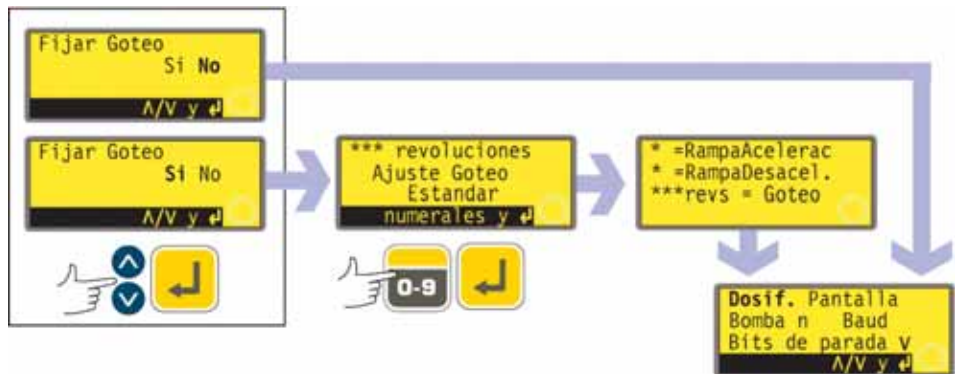 Fijar Goteo
Si No
Λ/V y ↲
Fijar Goteo
Si No
Λ/V y ↲
*** revoluciones
Ajuste Goteo
Estandar
numerales y ↲
0-9
* =RampaAcelerac
* =RampaDesacel.
***revs = Goteo
Dosif. Pantalla
Bomba n Baud
Bits de parada v
Λ/V y ↲